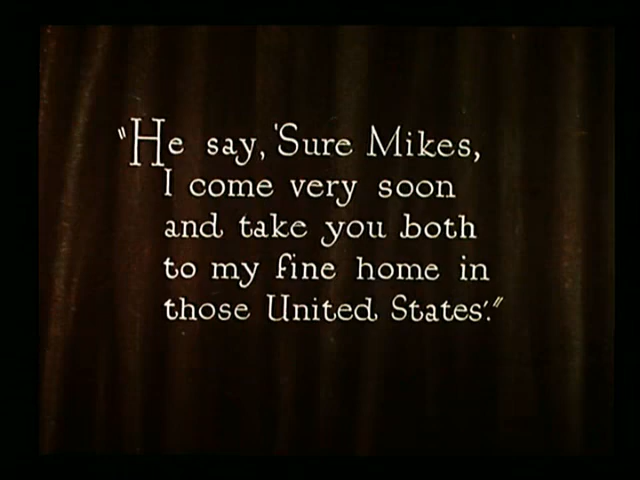 "He say, 'Sure Mikes,
I come very soon
and take you both
to my fine home in
those United States'."